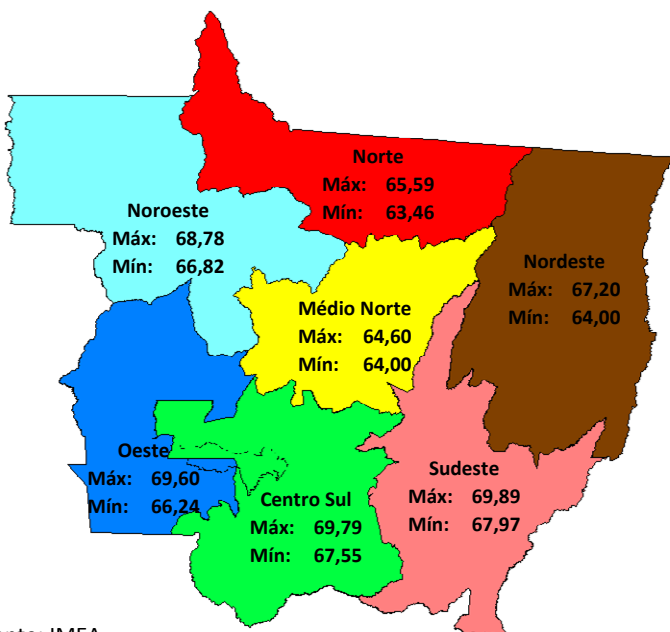 Norte
Máx: 65,59
Mín: 63,46
Noroeste
Máx: 68,78
Mín: 66,82
Nordeste
Máx: 67,20
Mín: 64,00
Médio Norte
Máx: 64,60
Mín: 64,00
Oeste
Máx: 69,60
Mín: 66,24
Centro Sul
Máx: 69,79
Mín: 67,55
Sudeste
Máx: 69,89
Mín: 67,97